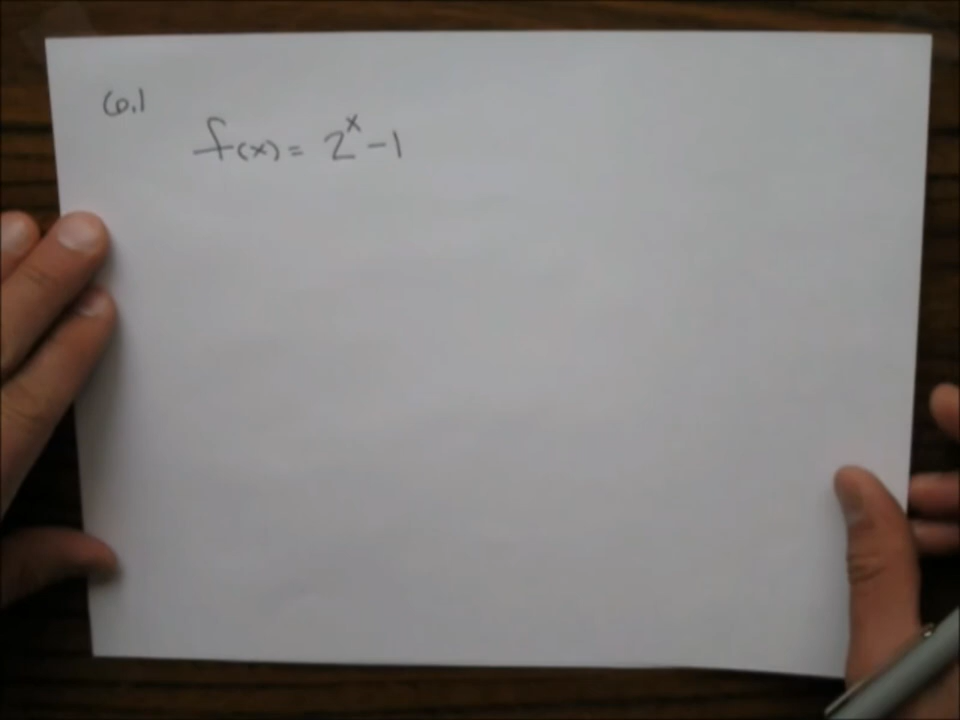 6.1
f(x) = 2^x - 1